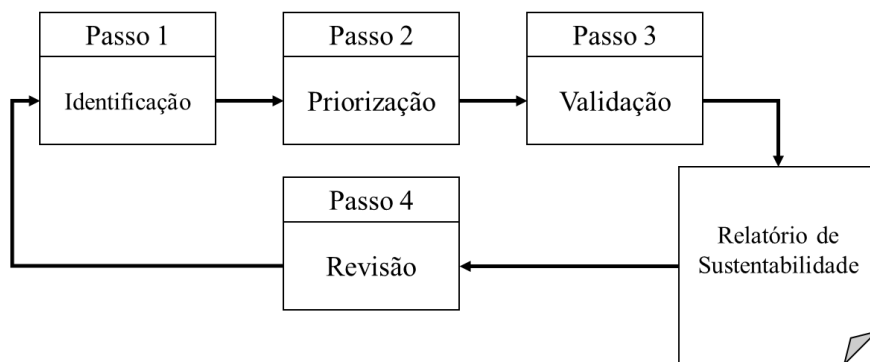 Passo 1
Identificação
Passo 2
Priorização
Passo 3
Validação
Relatório de
Sustentabilidade
Passo 4
Revisão